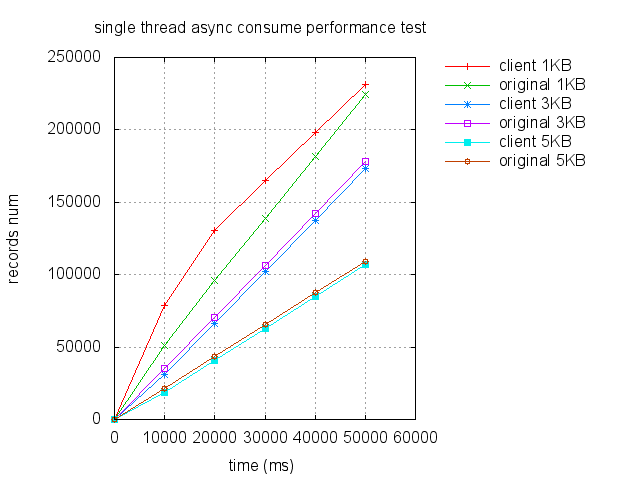 single thread async consume performance test
250000
200000
150000
100000
50000
0
0 10000 20000 30000 40000 50000 60000
records num
time (ms)
client 1KB
original 1KB
client 3KB
original 3KB
client 5KB
original 5KB